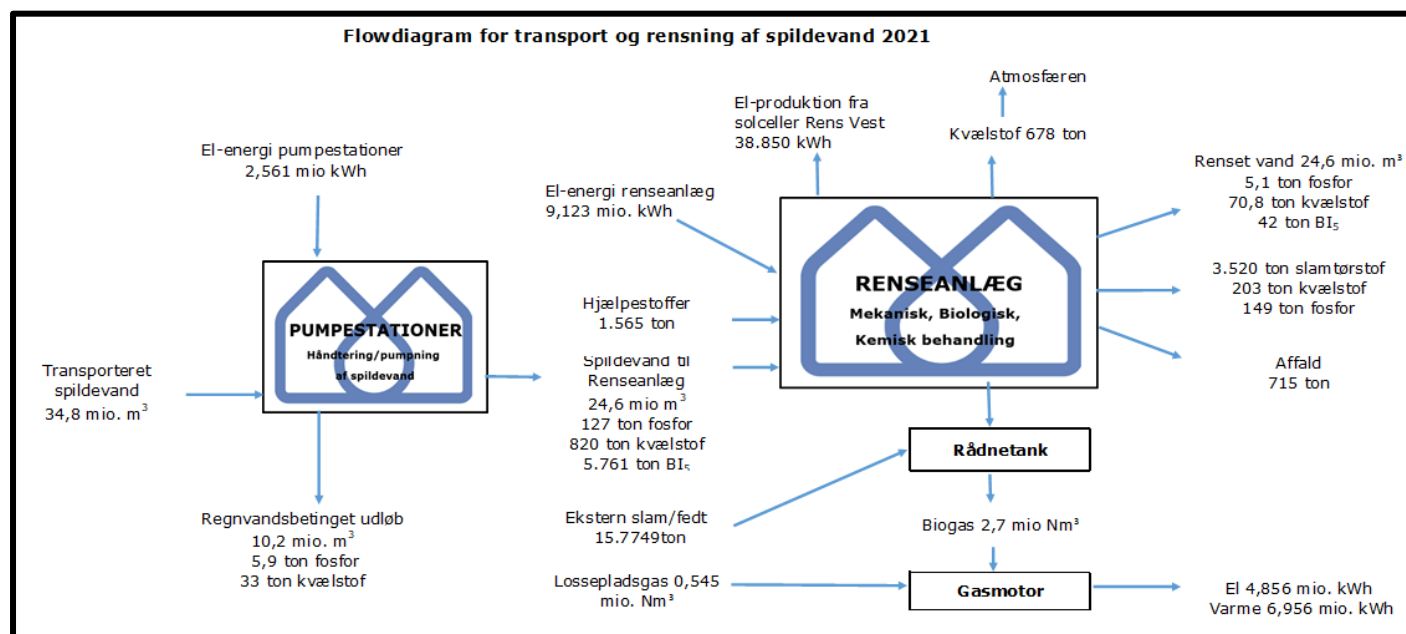 Flowdiagram for transport og rensning af spildevand 2021
El-energi pumpestationer
2,561 mio kWh
PUMPESTATIONER
Håndtering/pumpning
af spildevand
Transporteret
spildevand
34,8 mio. m³
Regnvandsbetinget udløb
10,2 mio. m³
5,9 ton fosfor
33 ton kvælstof
El-produktion fra
solceller Rens Vest
38.850 kWh
Atmosfæren
Kvælstof 678 ton
El-energi renseanlæg
9,123 mio. kWh
Hjælpestoffer
1.565 ton
Spildevand til
Renseanlæg
24,6 mio m³
127 ton fosfor
820 ton kvælstof
5.761 ton BI₅
RENSEANLÆG
Mekanisk, Biologisk,
Kemisk behandling
Renset vand 24,6 mio. m³
5,1 ton fosfor
70,8 ton kvælstof
42 ton BI₅
3.520 ton slamtørstof
203 ton kvælstof
149 ton fosfor
Affald
715 ton
Rådnetank
Ekstern slam/fedt
15.7749ton
Biogas 2,7 mio Nm³
Lossepladsgas 0,545
mio. Nm³
Gasmotor
El 4,856 mio. kWh
Varme 6,956 mio. kWh